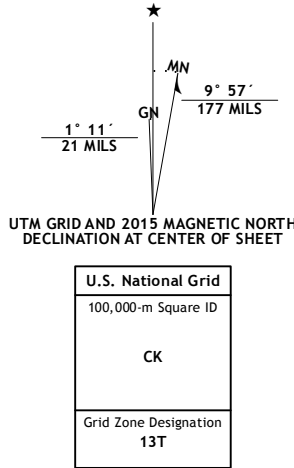 MN
GN
9° 57´
177 MILS
1° 11´
21 MILS
UTM GRID AND 2015 MAGNETIC NORTH
DECLINATION AT CENTER OF SHEET
U.S. National Grid
100,000-m Square ID
CK
Grid Zone Designation
13T